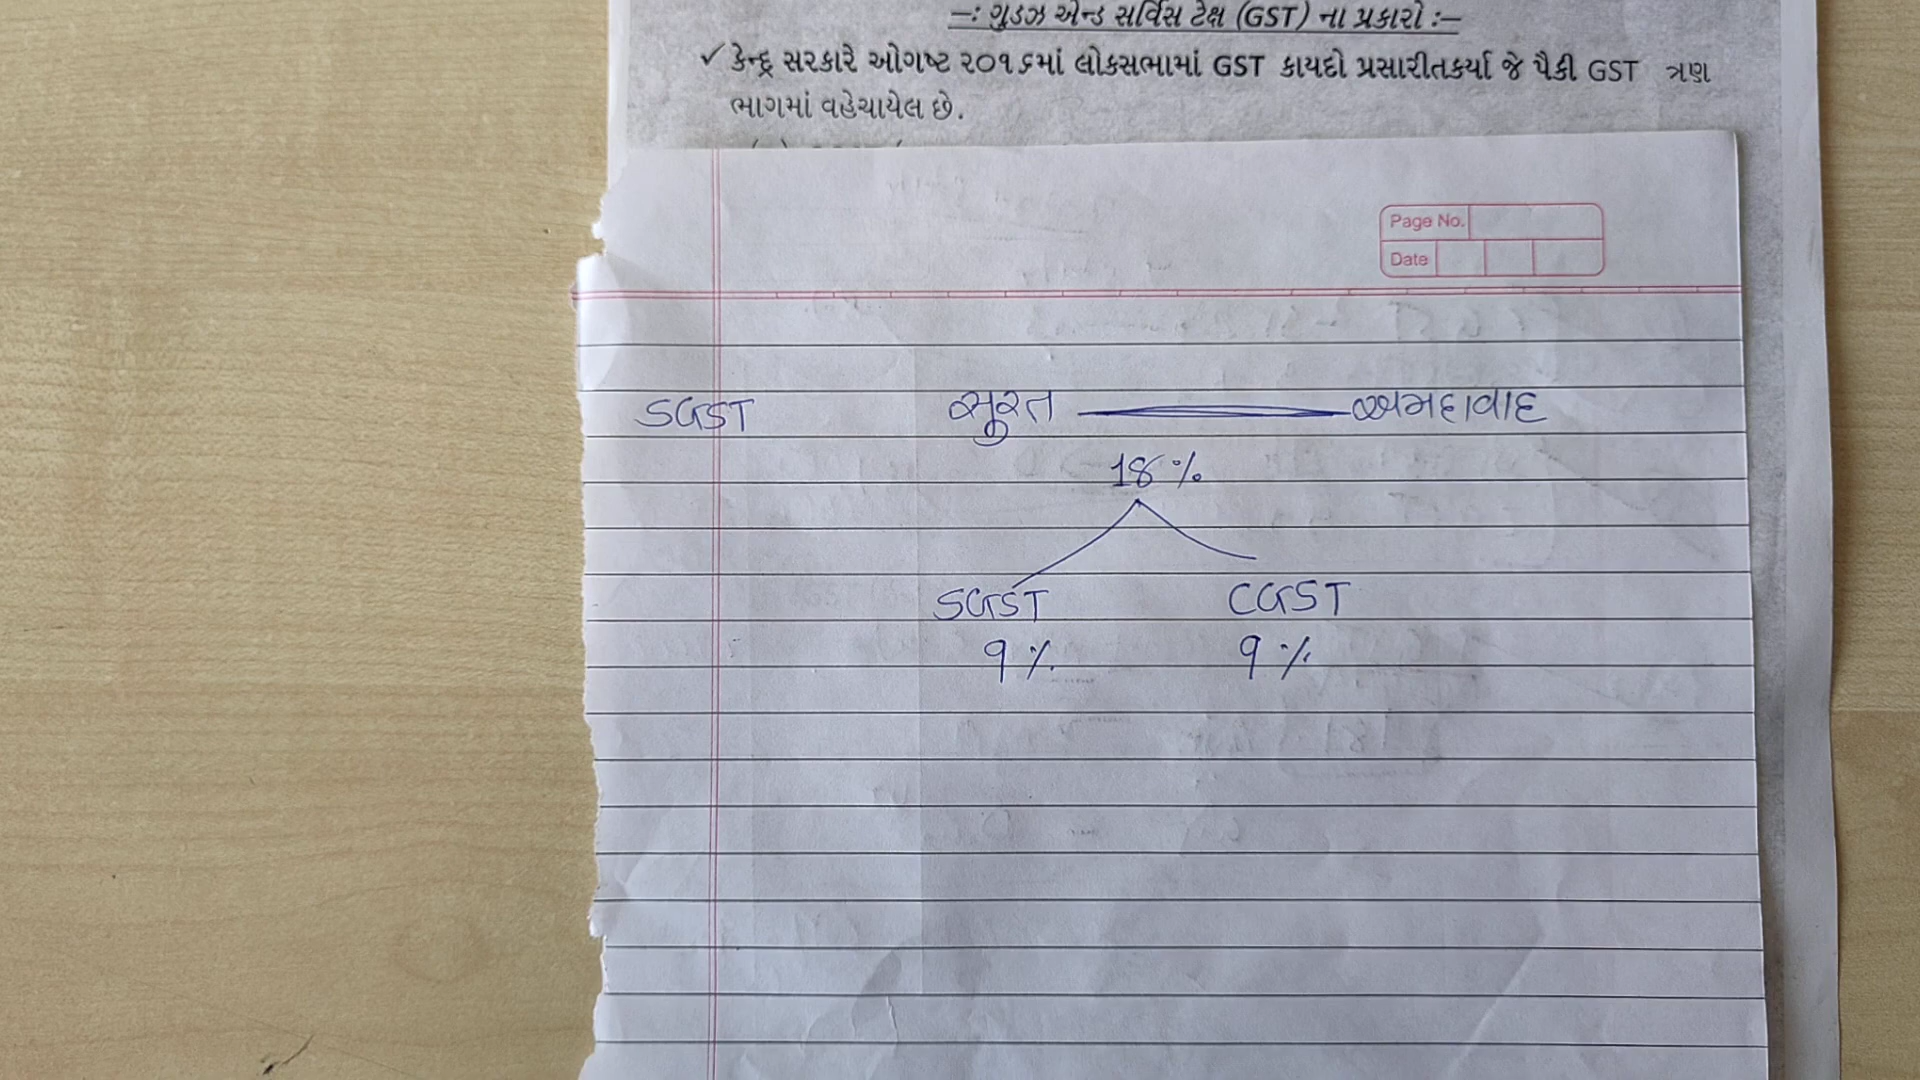 –: ગુડઝ એન્ડ સર્વિસ ટેક્ષ (GST) ના પ્રકારો :–
✓ કેન્દ્ર સરકારે ઓગષ્ટ ૨૦૧૬માં લોકસભામાં GST કાયદો પ્રસારીતકર્યા જે પૈકી GST ત્રણ
ભાગમાં વહેચાયેલ છે.
Page No.
Date
SGST સુરત અમદાવાદ
18%
SGST CGST
9% 9%